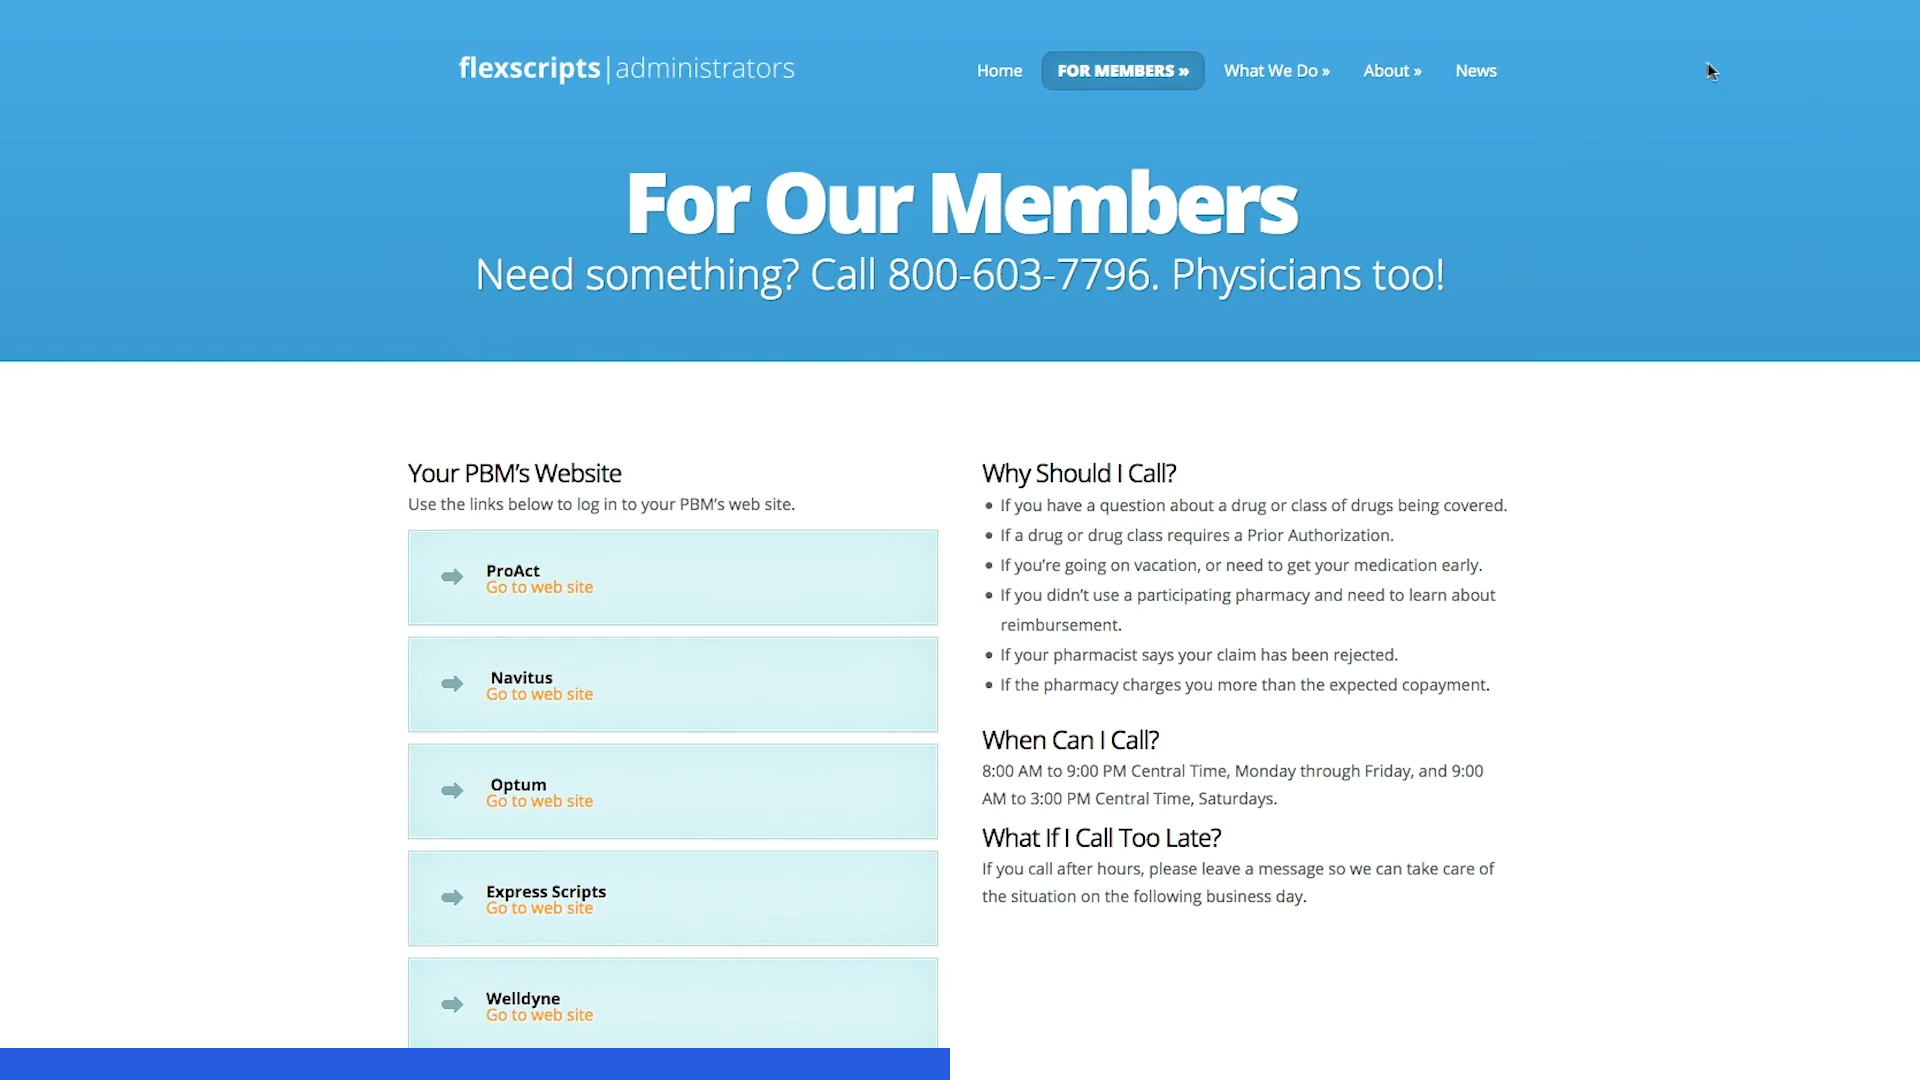 flexscripts|administrators
Home
FOR MEMBERS »
What We Do »
About »
News
For Our Members
Need something? Call 800-603-7796. Physicians too!
Your PBM's Website
Use the links below to log in to your PBM's web site.
ProAct
Go to web site
Navitus
Go to web site
Optum
Go to web site
Express Scripts
Go to web site
Welldyne
Go to web site
Why Should I Call?
• If you have a question about a drug or class of drugs being covered.
• If a drug or drug class requires a Prior Authorization.
• If you're going on vacation, or need to get your medication early.
• If you didn't use a participating pharmacy and need to learn about
reimbursement.
• If your pharmacist says your claim has been rejected.
• If the pharmacy charges you more than the expected copayment.
When Can I Call?
8:00 AM to 9:00 PM Central Time, Monday through Friday, and 9:00
AM to 3:00 PM Central Time, Saturdays.
What If I Call Too Late?
If you call after hours, please leave a message so we can take care of
the situation on the following business day.